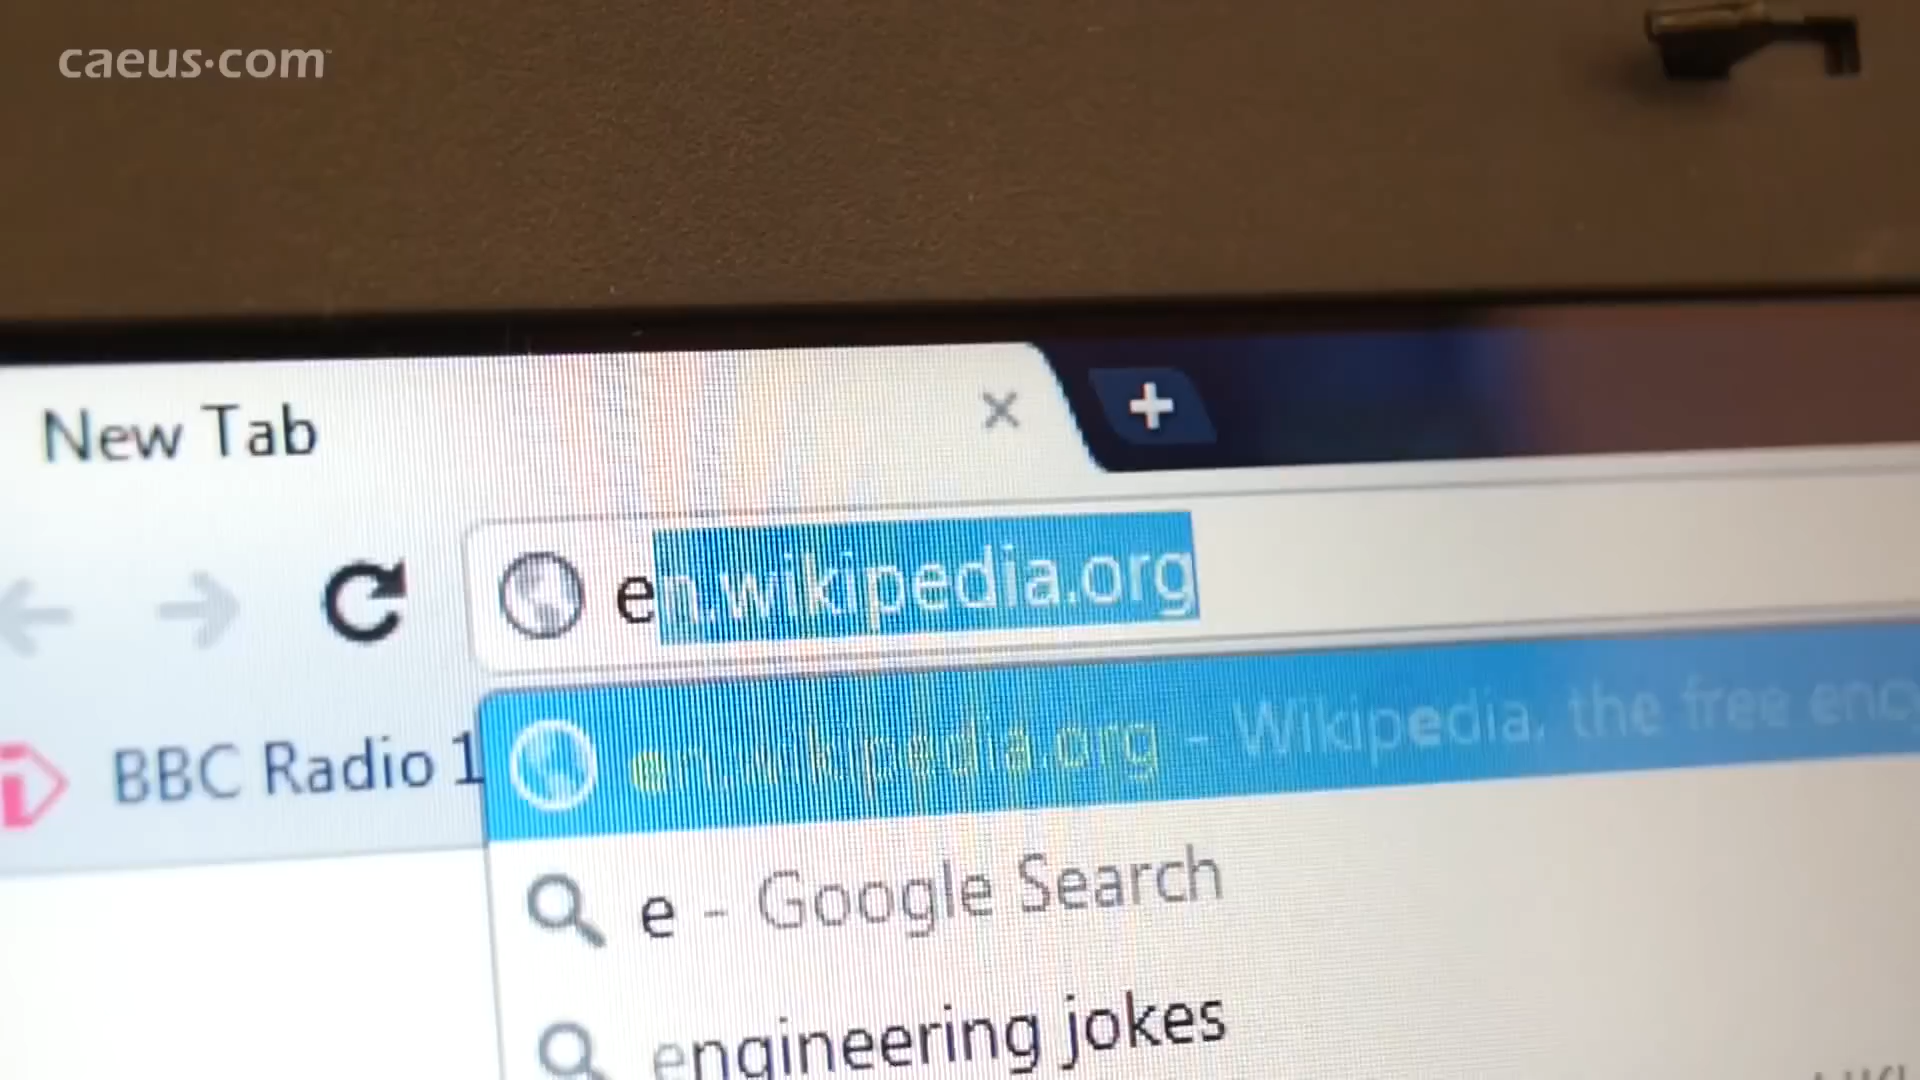 caeus.com
New Tab
en.wikipedia.org
BBC Radio 1
en.wikipedia.org - Wikipedia, the free ency
e - Google Search
engineering jokes